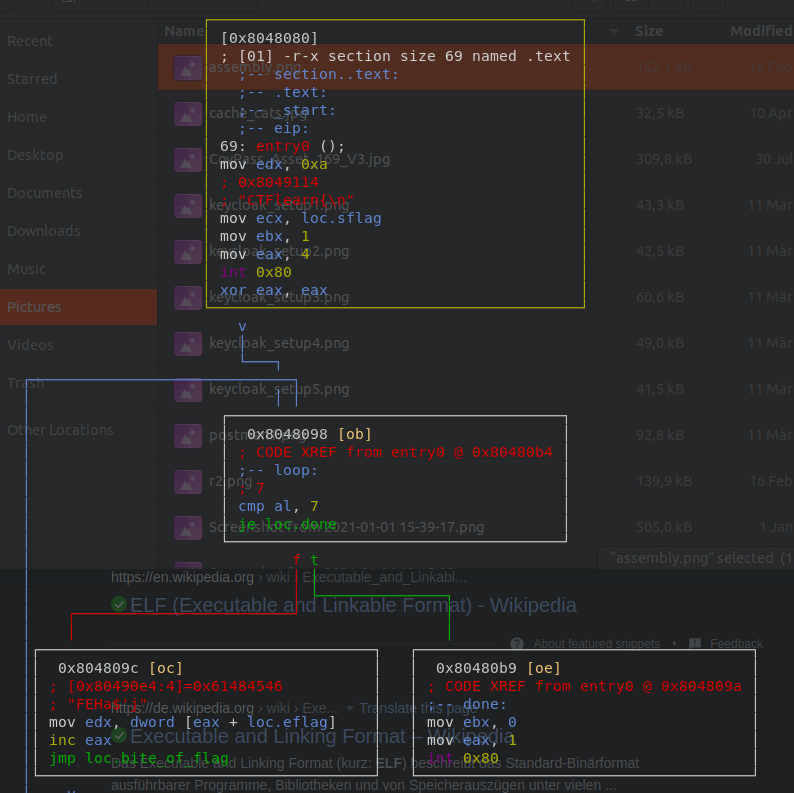 Name
Size
Modified
Recent
Starred
Home
Desktop
Documents
Downloads
Music
Pictures
Videos
Trash
Other Locations
assembly.png 152,1 kB 16 Feb
cache_cats.jpg 32,5 kB 10 Apr
CovPass_Asset_169_V3.jpg 309,8 kB 30 Jul
keycloak_setup1.png 43,3 kB 11 Mär
keycloak_setup2.png 42,5 kB 11 Mär
keycloak_setup3.png 60,6 kB 11 Mär
keycloak_setup4.png 49,0 kB 11 Mär
keycloak_setup5.png 41,5 kB 11 Mär
92,8 kB 11 Mär
r2.png 139,9 kB 16 Feb
Screenshot from 2021-01-01 15-39-17.png 505,0 kB 1 Jan
"assembly.png" selected (1
[0x8048080]
; [01] -r-x section size 69 named .text
;-- section..text:
;-- .text:
;-- _start:
;-- eip:
69: entry0 ();
mov edx, 0xa
; 0x8049114
; "CTFlearn{\n"
mov ecx, loc.sflag
mov ebx, 1
mov eax, 4
int 0x80
xor eax, eax
v
0x8048098 [ob]
; CODE XREF from entry0 @ 0x80480b4
;-- loop:
; 7
cmp al, 7
je loc.done
f t
https://en.wikipedia.org › wiki › Executable_and_Linkabl...
ELF (Executable and Linkable Format) - Wikipedia
About featured snippets • Feedback
0x804809c [oc]
; [0x80490e4:4]=0x61484546
mov edx, dword [eax + loc.eflag]
inc eax
jmp loc.bite_of_flag
v
0x80480b9 [oe]
; CODE XREF from entry0 @ 0x804809a
;-- done:
mov ebx, 0
mov eax, 1
int 0x80
https://de.wikipedia.org › wiki › Exe... Translate this page
Executable and Linking Format – Wikipedia
Das Executable and Linking Format (kurz: ELF) beschreibt das Standard-Binärformat
ausführbarer Programme, Bibliotheken und von Speicherauszügen unter vielen ...